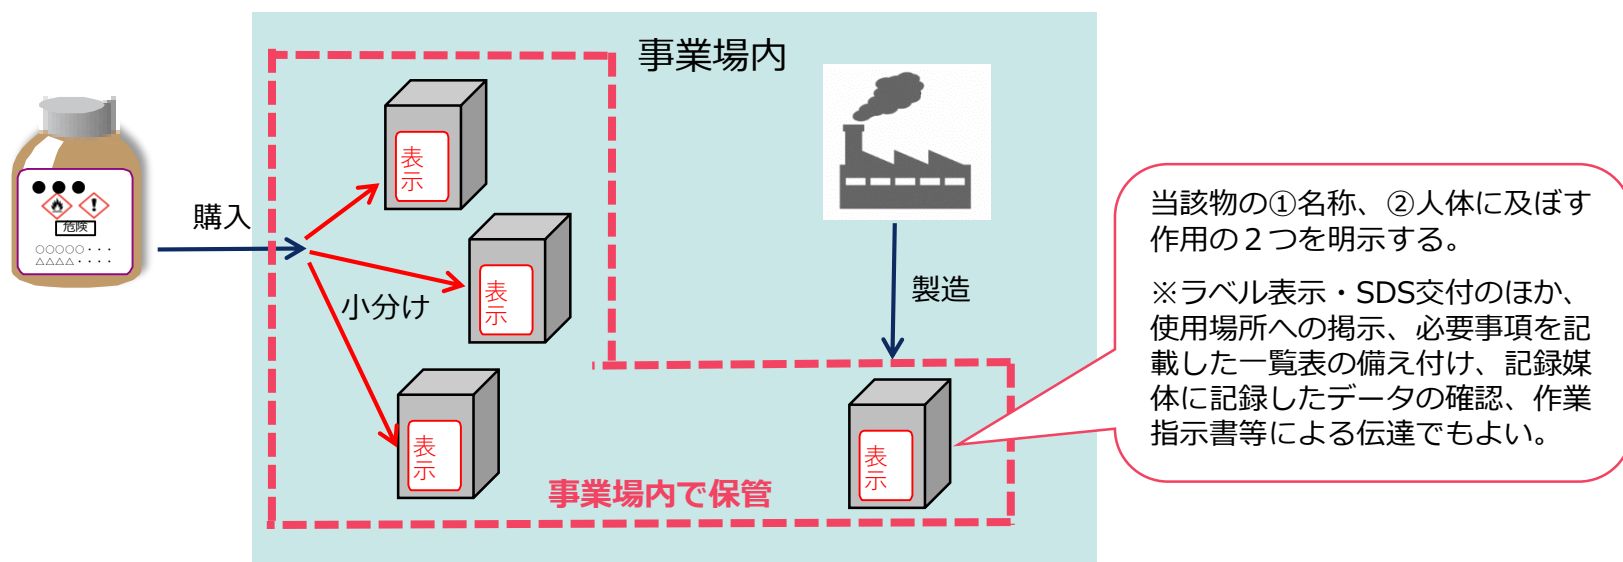 事業場内
●●●
危険
○○○○○・・・
△△△△・・・・
購入
表示
表示
小分け
表示
製造
表示
事業場内で保管
当該物の①名称、②人体に及ぼす
作用の２つを明示する。
※ラベル表示・SDS交付のほか、
使用場所への掲示、必要事項を記
載した一覧表の備え付け、記録媒
体に記録したデータの確認、作業
指示書等による伝達でもよい。